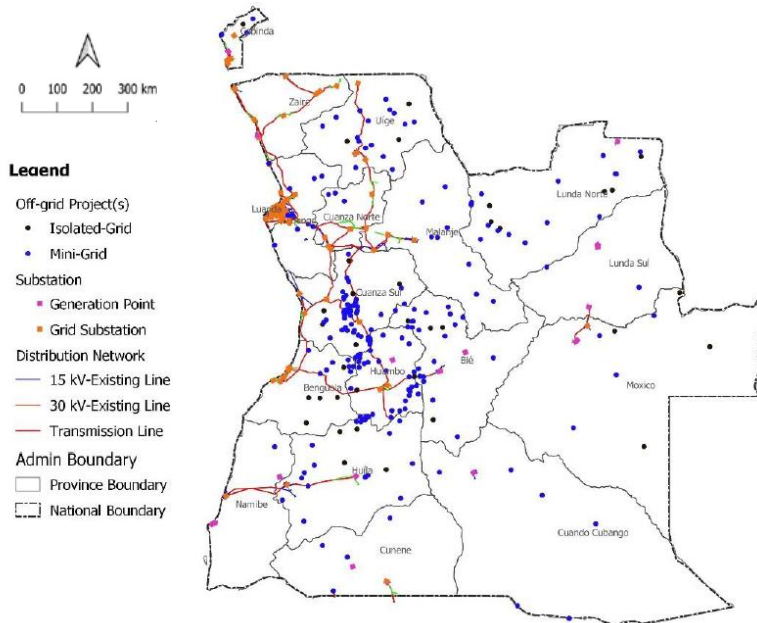 0 100 200 300 km
Legend
Off-grid Project(s)
Isolated-Grid
Mini-Grid
Substation
Generation Point
Grid Substation
Distribution Network
15 kV-Existing Line
30 kV-Existing Line
Transmission Line
Admin Boundary
Province Boundary
National Boundary
Cabinda
Zaire
Uíge
Luanda
Cuanza Norte
Malanje
Lunda Norte
Lunda Sul
Cuanza Sul
Huambo
Bié
Benguela
Moxico
Huíla
Namibe
Cunene
Cuando Cubango